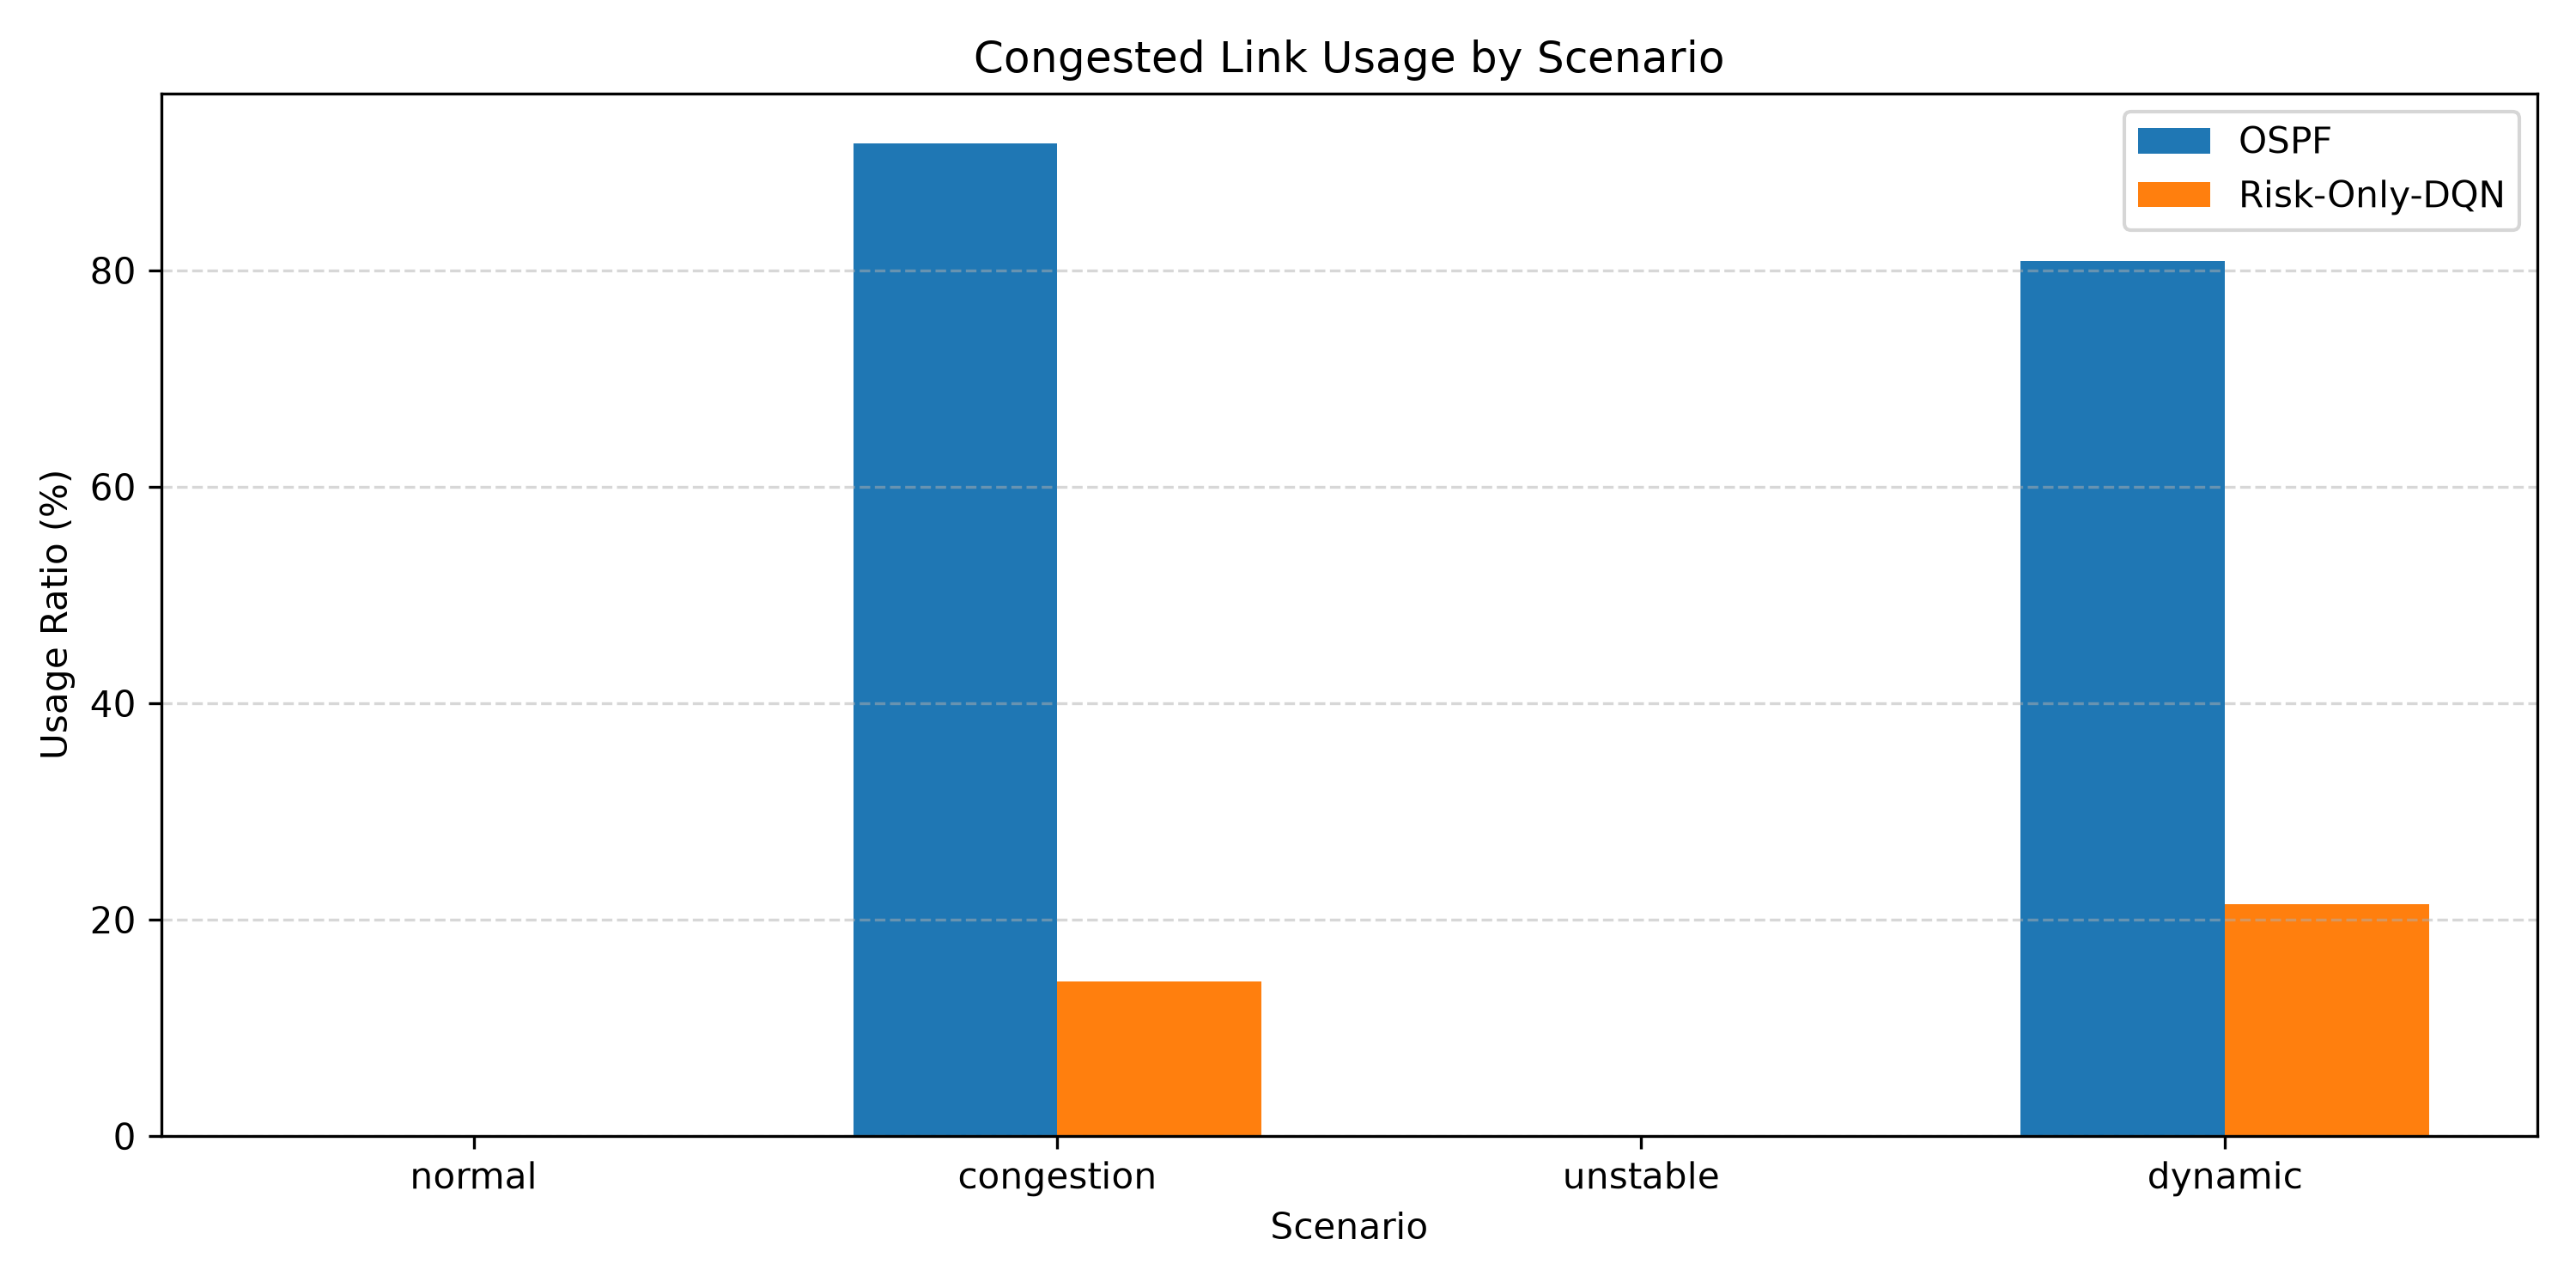 Congested Link Usage by Scenario
OSPF
Risk-Only-DQN
Usage Ratio (%)
80
60
40
20
0
normal
congestion
unstable
dynamic
Scenario